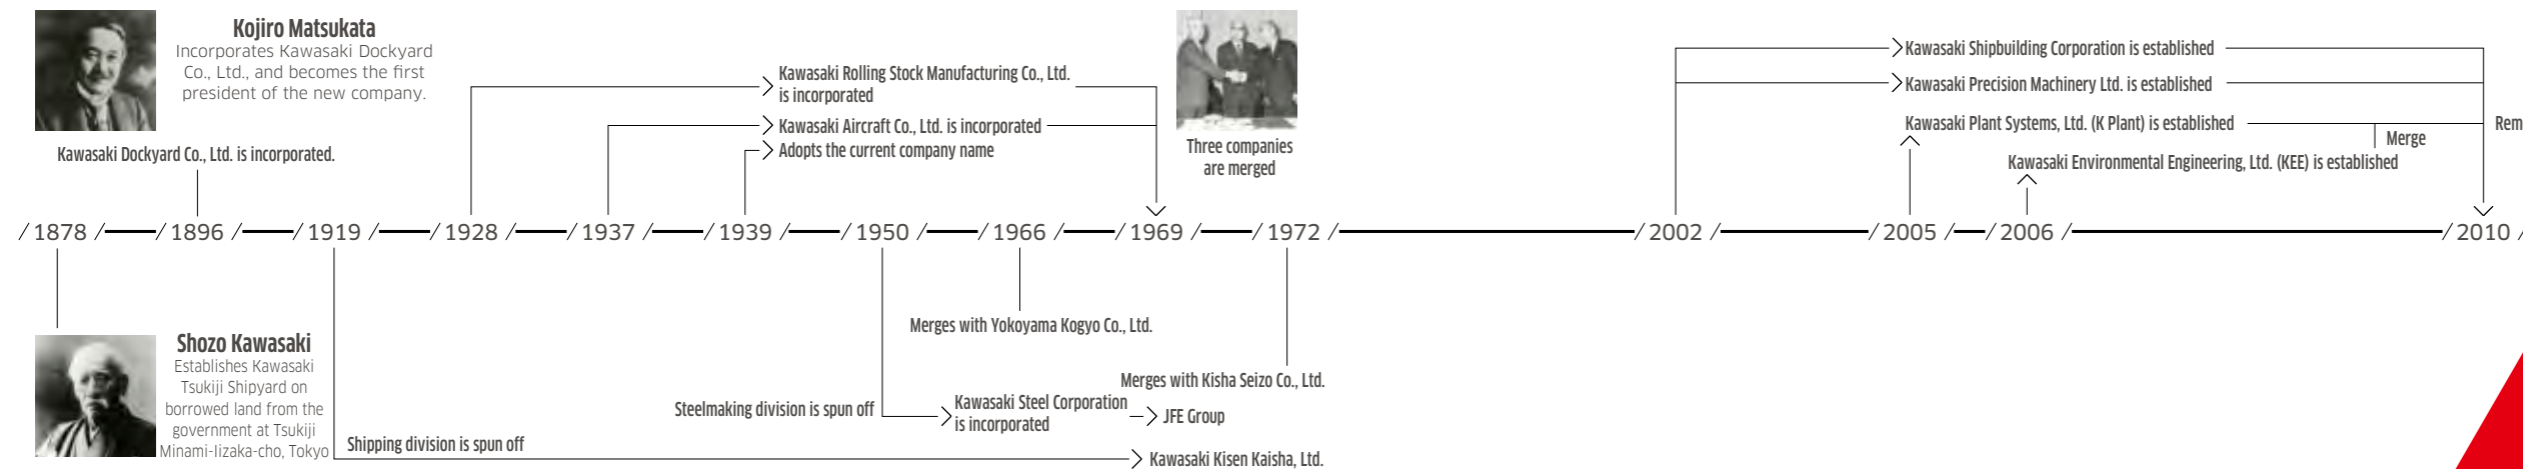 Kojiro Matsukata
Incorporates Kawasaki Dockyard
Co., Ltd., and becomes the first
president of the new company.
Kawasaki Dockyard Co., Ltd. is incorporated.
Kawasaki Rolling Stock Manufacturing Co., Ltd.
is incorporated
Kawasaki Aircraft Co., Ltd. is incorporated
Adopts the current company name
Three companies
are merged
Kawasaki Shipbuilding Corporation is established
Kawasaki Precision Machinery Ltd. is established
Kawasaki Plant Systems, Ltd. (K Plant) is established
Merge
Rem
Kawasaki Environmental Engineering, Ltd. (KEE) is established
/ 1878 / / 1896 / / 1919 / / 1928 / / 1937 / / 1939 / / 1950 / / 1966 / / 1969 / / 1972 / / 2002 / / 2005 / / 2006 / / 2010 /
Shozo Kawasaki
Establishes Kawasaki
Tsukiji Shipyard on
borrowed land from the
government at Tsukiji
Minami-Iizaka-cho, Tokyo
Shipping division is spun off
Kawasaki Kisen Kaisha, Ltd.
Steelmaking division is spun off
Kawasaki Steel Corporation
is incorporated
JFE Group
Merges with Yokoyama Kogyo Co., Ltd.
Merges with Kisha Seizo Co., Ltd.